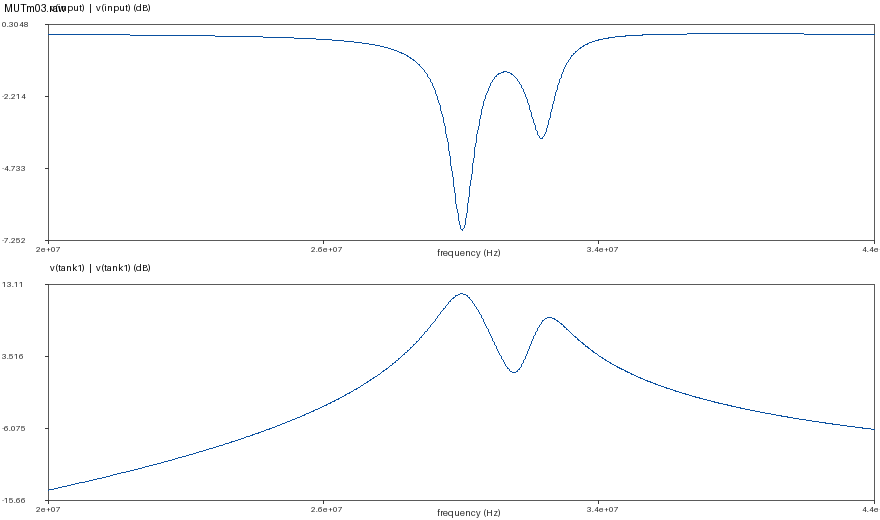 MUTm03.raw
v(input) | v(input) (dB)
0.3048
-2.214
-4.733
-7.252
2e+07
2.6e+07
frequency (Hz)
3.4e+07
4.4e
v(tank1) | v(tank1) (dB)
13.11
3.516
-6.075
-15.66
2e+07
2.6e+07
frequency (Hz)
3.4e+07
4.4e